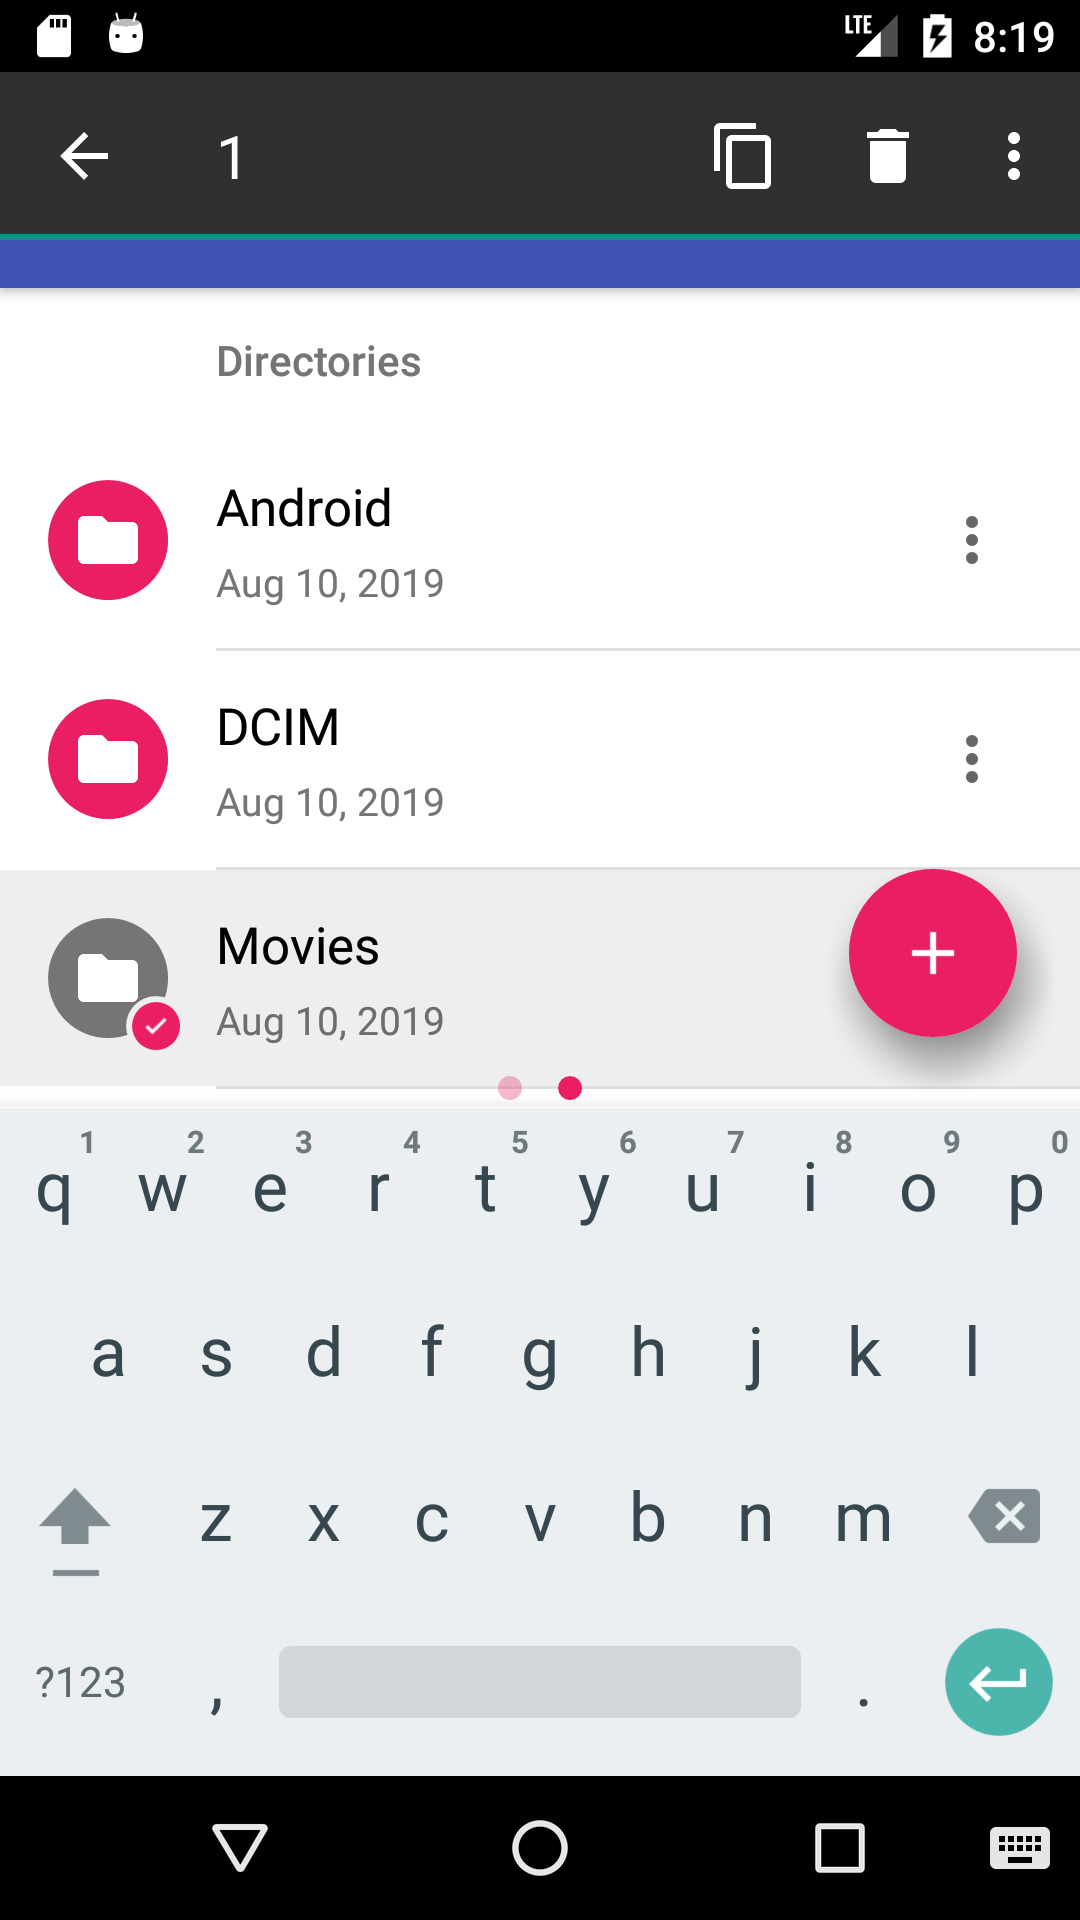 LTE 8:19
1
Directories
Android
Aug 10, 2019
DCIM
Aug 10, 2019
Movies
Aug 10, 2019
1 2 3 4 5 6 7 8 9 0
q w e r t y u i o p
a s d f g h j k l
z x c v b n m
?123 , .